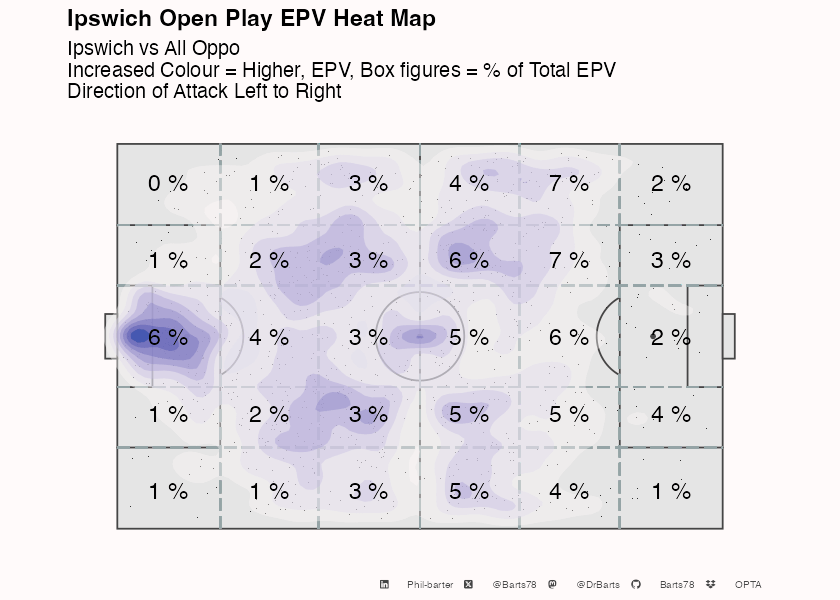 Ipswich Open Play EPV Heat Map
Ipswich vs All Oppo
Increased Colour = Higher, EPV, Box figures = % of Total EPV
Direction of Attack Left to Right
0 % 1 % 3 % 4 % 7 % 2 %
1 % 2 % 3 % 6 % 7 % 3 %
6 % 4 % 3 % 5 % 6 % 2 %
1 % 2 % 3 % 5 % 5 % 4 %
1 % 1 % 3 % 5 % 4 % 1 %
Phil-barter @Barts78 @DrBarts Barts78 OPTA